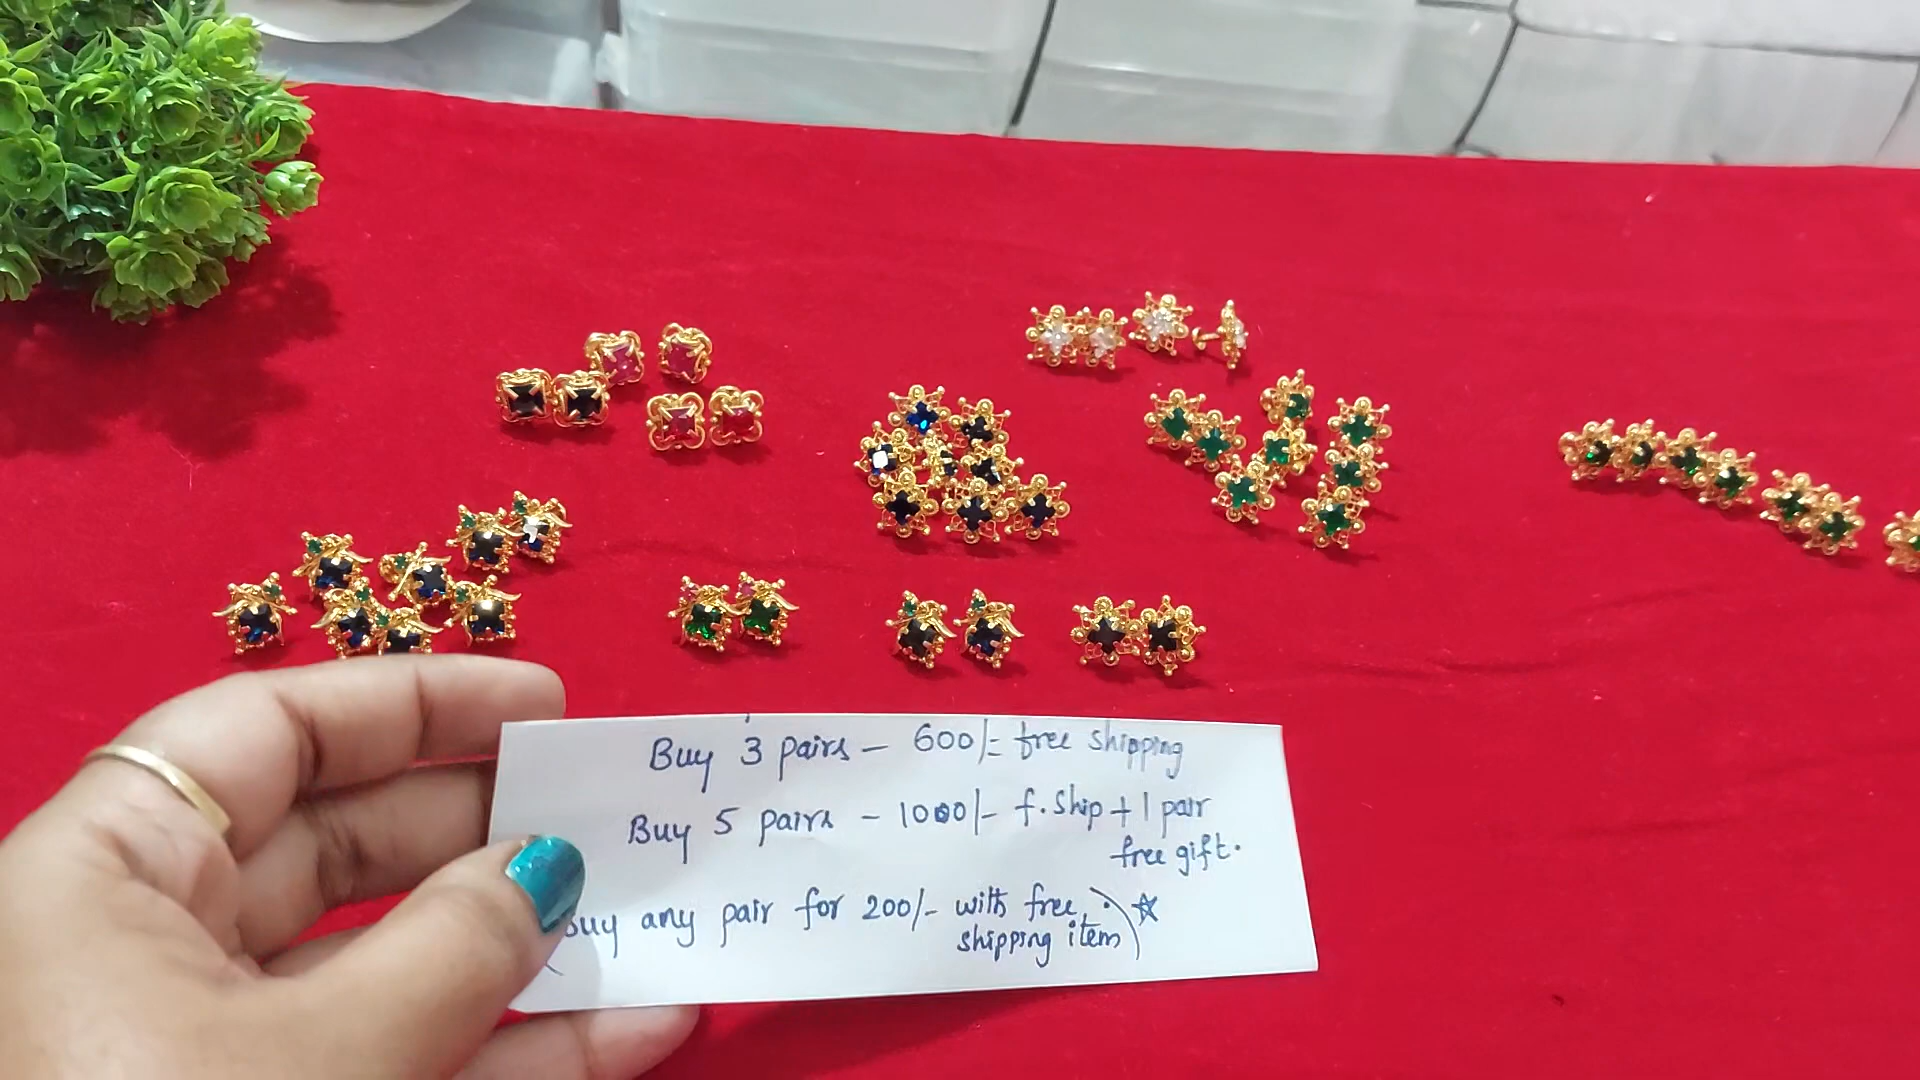 Buy 3 pairs - 600/= free shipping
Buy 5 pairs - 1000/- f.ship + 1 pair
free gift.
Buy any pair for 200/- with free
shipping item) ☆